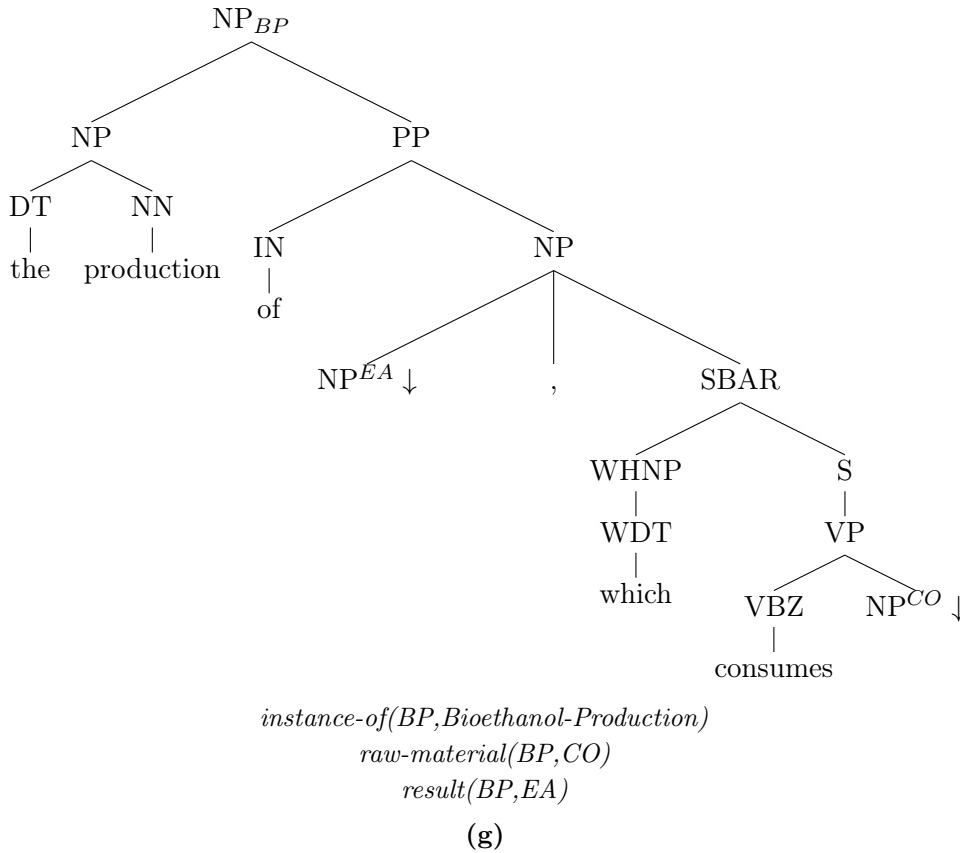 NP_BP
NP PP
DT NN
the production
IN NP
of
NP^EA ↓ , SBAR
WHNP S
WDT VP
which
VBZ NP^CO ↓
consumes
instance-of(BP,Bioethanol-Production)
raw-material(BP,CO)
result(BP,EA)
(g)